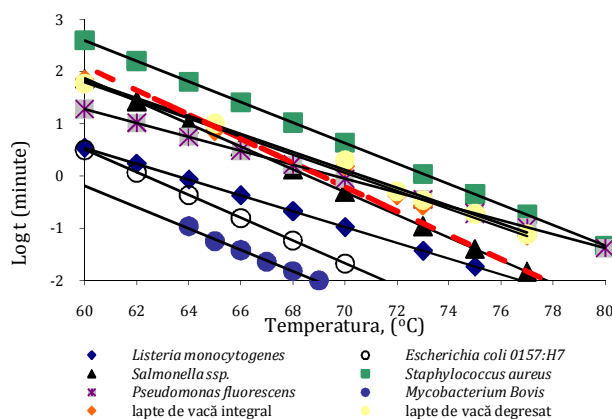 3
2
1
0
-1
-2
Logt (minute)
60 62 64 66 68 70 72 74 76 78 80
Temperatura, (°C)
Listeria monocytogenes
Escherichia coli 0157:H7
Salmonella ssp.
Staphylococcus aureus
Pseudomonas fluorescens
Mycobacterium Bovis
lapte de vacă integral
lapte de vacă degresat